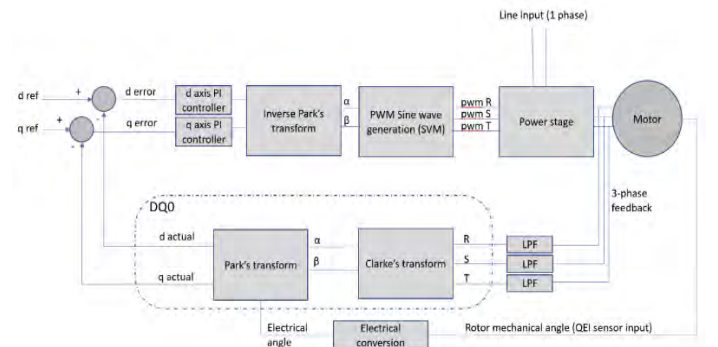 Line input (1 phase)
d ref
+
-
d error
d axis PI
controller
q ref
+
-
q error
q axis PI
controller
Inverse Park's
transform
α
β
PWM Sine wave
generation (SVM)
pwm R
pwm S
pwm T
Power stage
Motor
3-phase
feedback
DQ0
d actual
q actual
Park's transform
α
β
Clarke's transform
R
S
T
LPF
LPF
LPF
Electrical
angle
Electrical
conversion
Rotor mechanical angle (QEI sensor input)